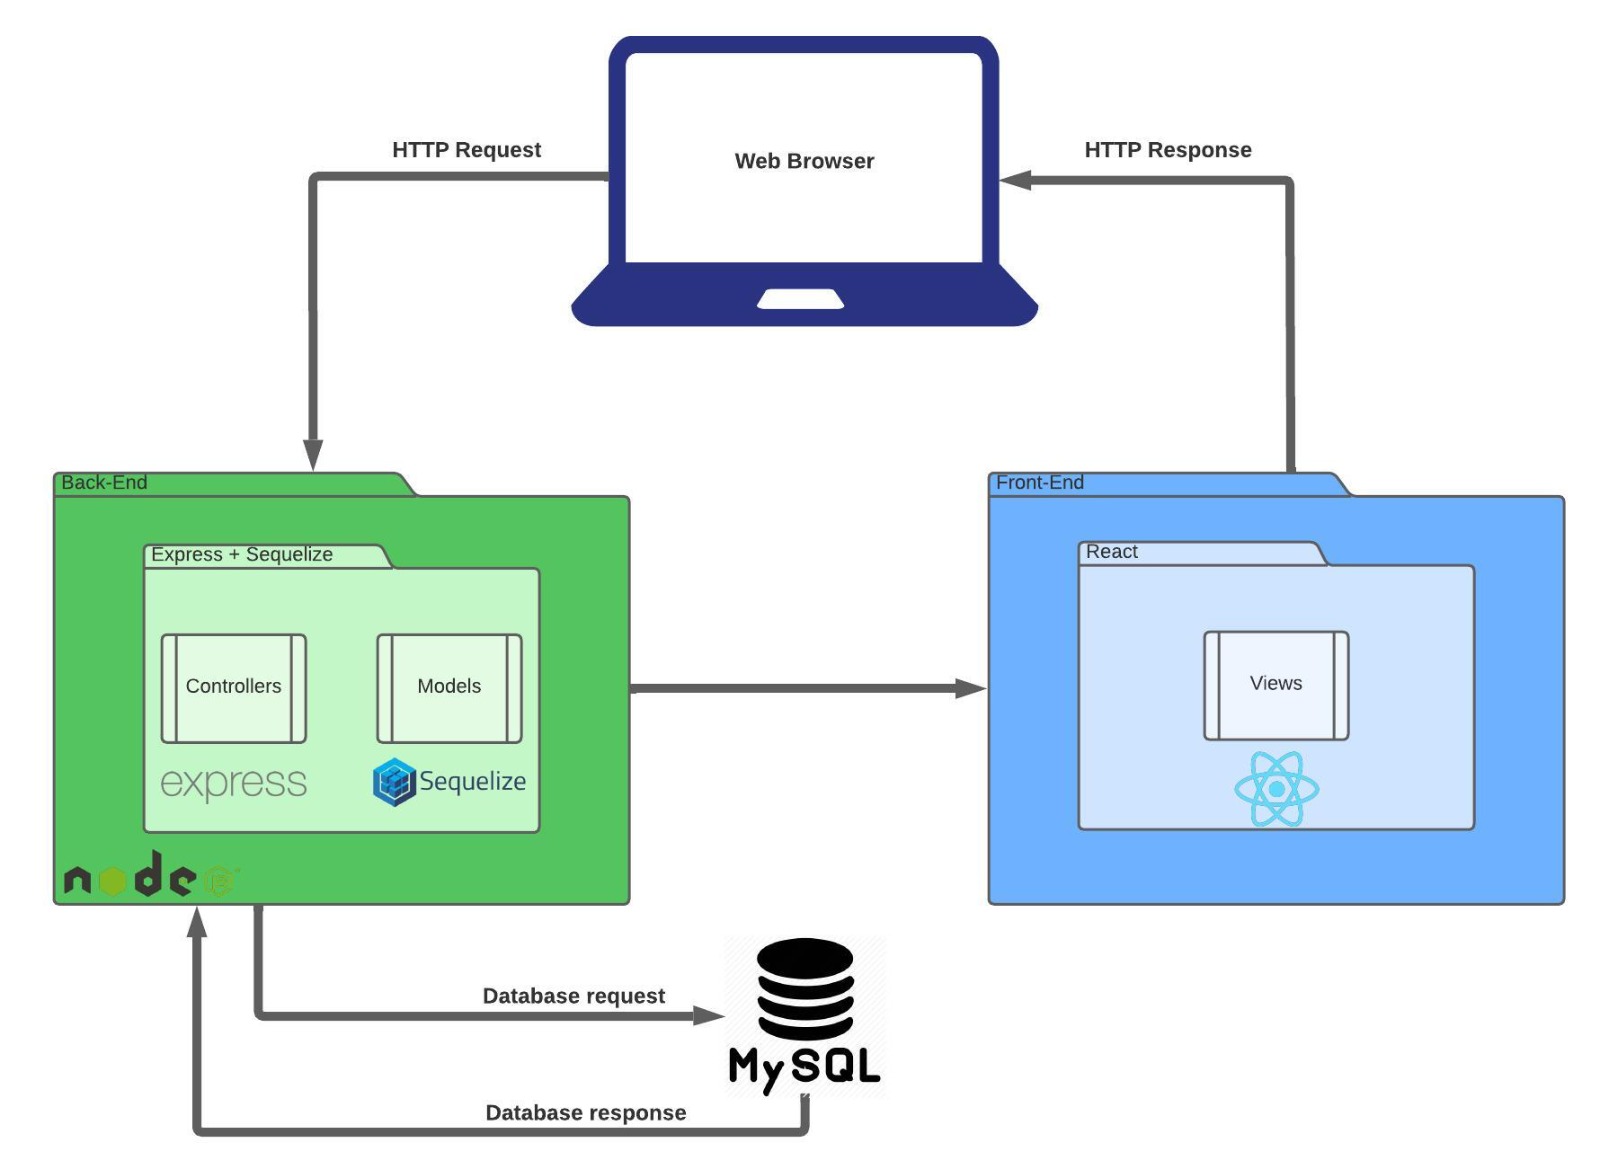 HTTP Request
Web Browser
HTTP Response
Back-End
Express + Sequelize
Controllers
Models
express
Sequelize
node
JS
Front-End
React
Views
Database request
MySQL
Database response